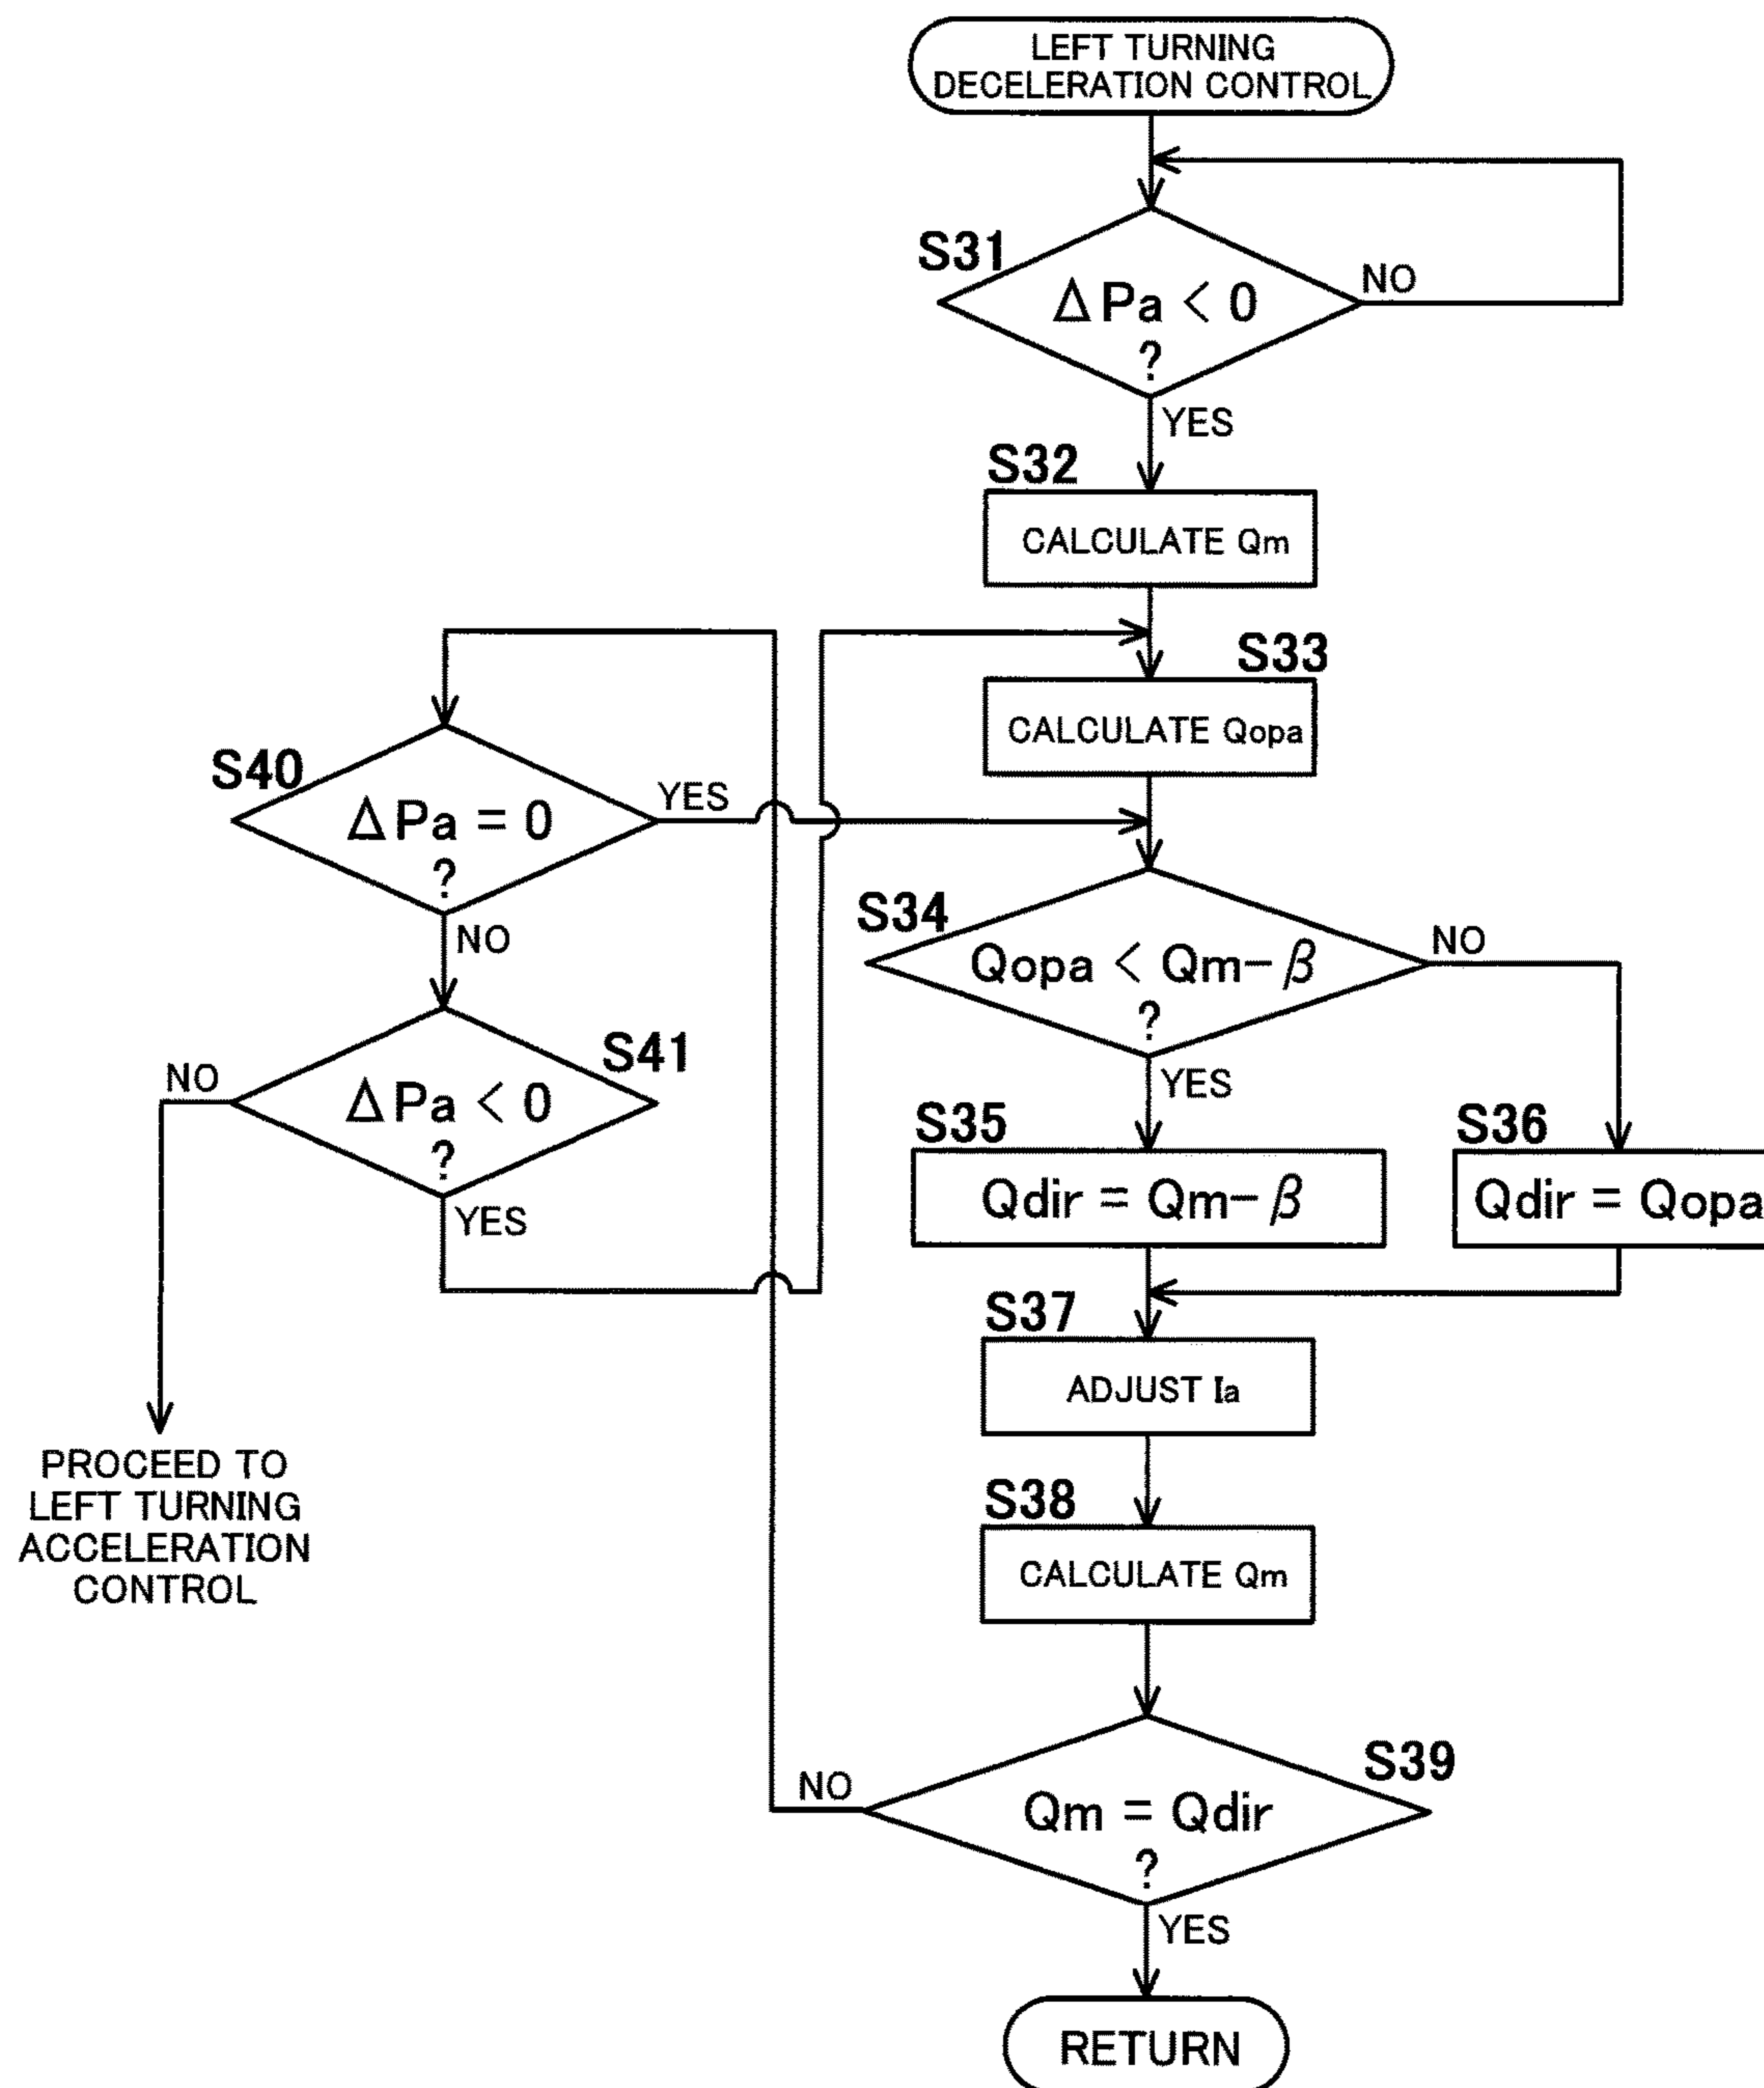 LEFT TURNING
DECELERATION CONTROL
S31
ΔPa < 0
?
NO
YES
S32
CALCULATE Qm
S33
CALCULATE Qopa
S40
ΔPa = 0
?
YES
NO
S34
Qopa < Qm-β
?
NO
YES
S41
ΔPa < 0
?
NO
YES
S35
Qdir = Qm-β
S36
Qdir = Qopa
S37
ADJUST Ia
PROCEED TO
LEFT TURNING
ACCELERATION
CONTROL
S38
CALCULATE Qm
S39
Qm = Qdir
?
NO
YES
RETURN